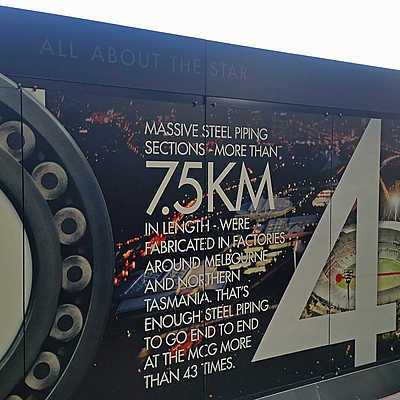 ALL ABOUT THE STAR
MASSIVE STEEL PIPING
SECTIONS - MORE THAN
7.5KM
IN LENGTH - WERE
FABRICATED IN FACTORIES
AROUND MELBOURNE
AND NORTHERN
TASMANIA. THAT'S
ENOUGH STEEL PIPING
TO GO END TO END
AT THE MCG MORE
THAN 43 TIMES.
4